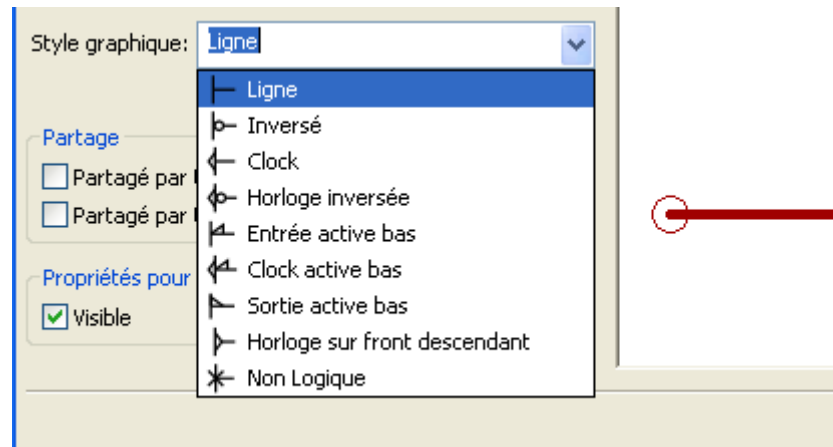 Style graphique: Ligne
Ligne
Inversé
Clock
Horloge inversée
Entrée active bas
Clock active bas
Sortie active bas
Horloge sur front descendant
Non Logique
Partage
Partagé par
Partagé par
Propriétés pour
Visible